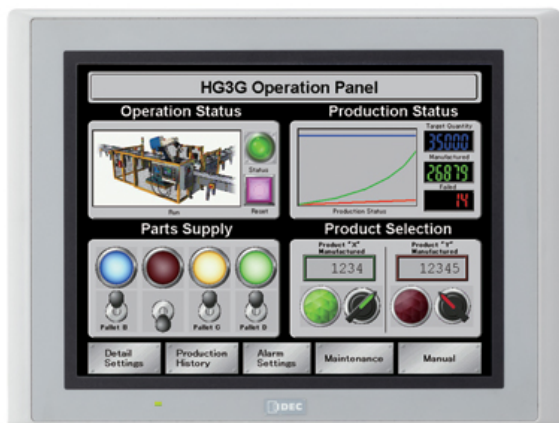 HG3G Operation Panel
Operation Status
Production Status
Target Quantity
35000
Manufactured
26879
Failed
14
Status
Reset
Run
Production Status
Parts Supply
Product Selection
Product "X"
Manufactured
1234
Product "Y"
Manufactured
12345
Pallet B
Pallet C
Pallet D
Detail
Settings
Production
History
Alarm
Settings
Maintenance
Manual
IDEC